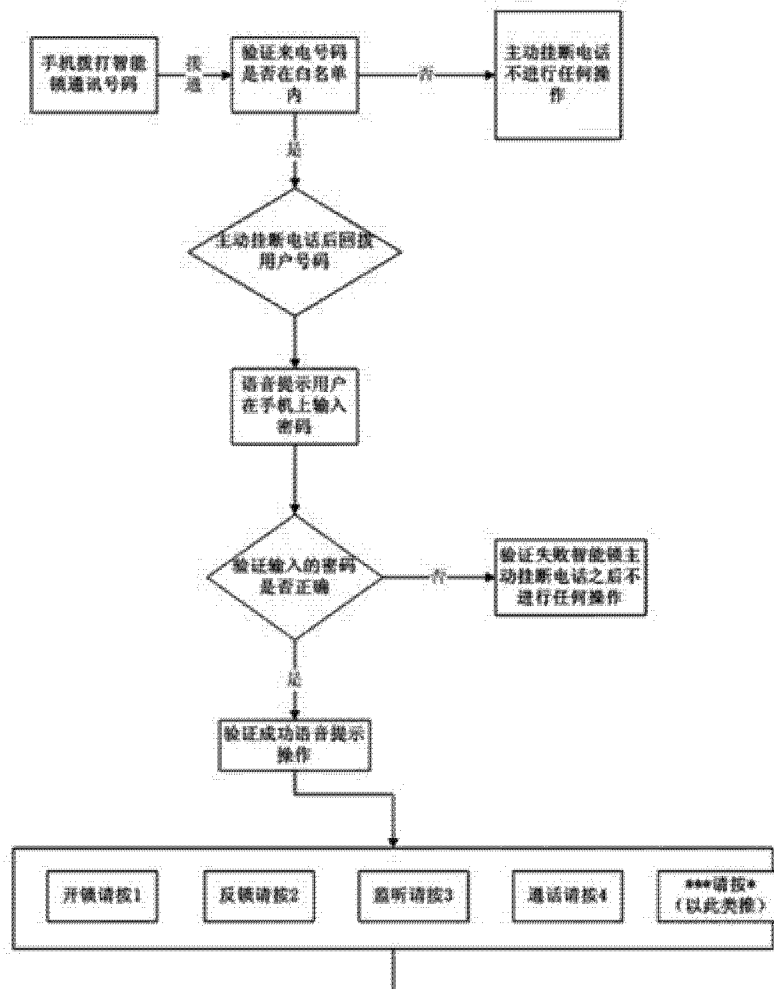 手机拨打智能
锁通讯号码
接
通
验证来电号码
是否在白名单
内
否
主动挂断电话
不进行任何操
作
是
主动挂断电话后回拨
用户号码
语音提示用户
在手机上输入
密码
验证输入的密码
是否正确
否
验证失败智能锁主
动挂断电话之后不
进行任何操作
是
验证成功语音提示
操作
开锁请按1
反锁请按2
监听请按3
通话请按4
***请按*
（以此类推）